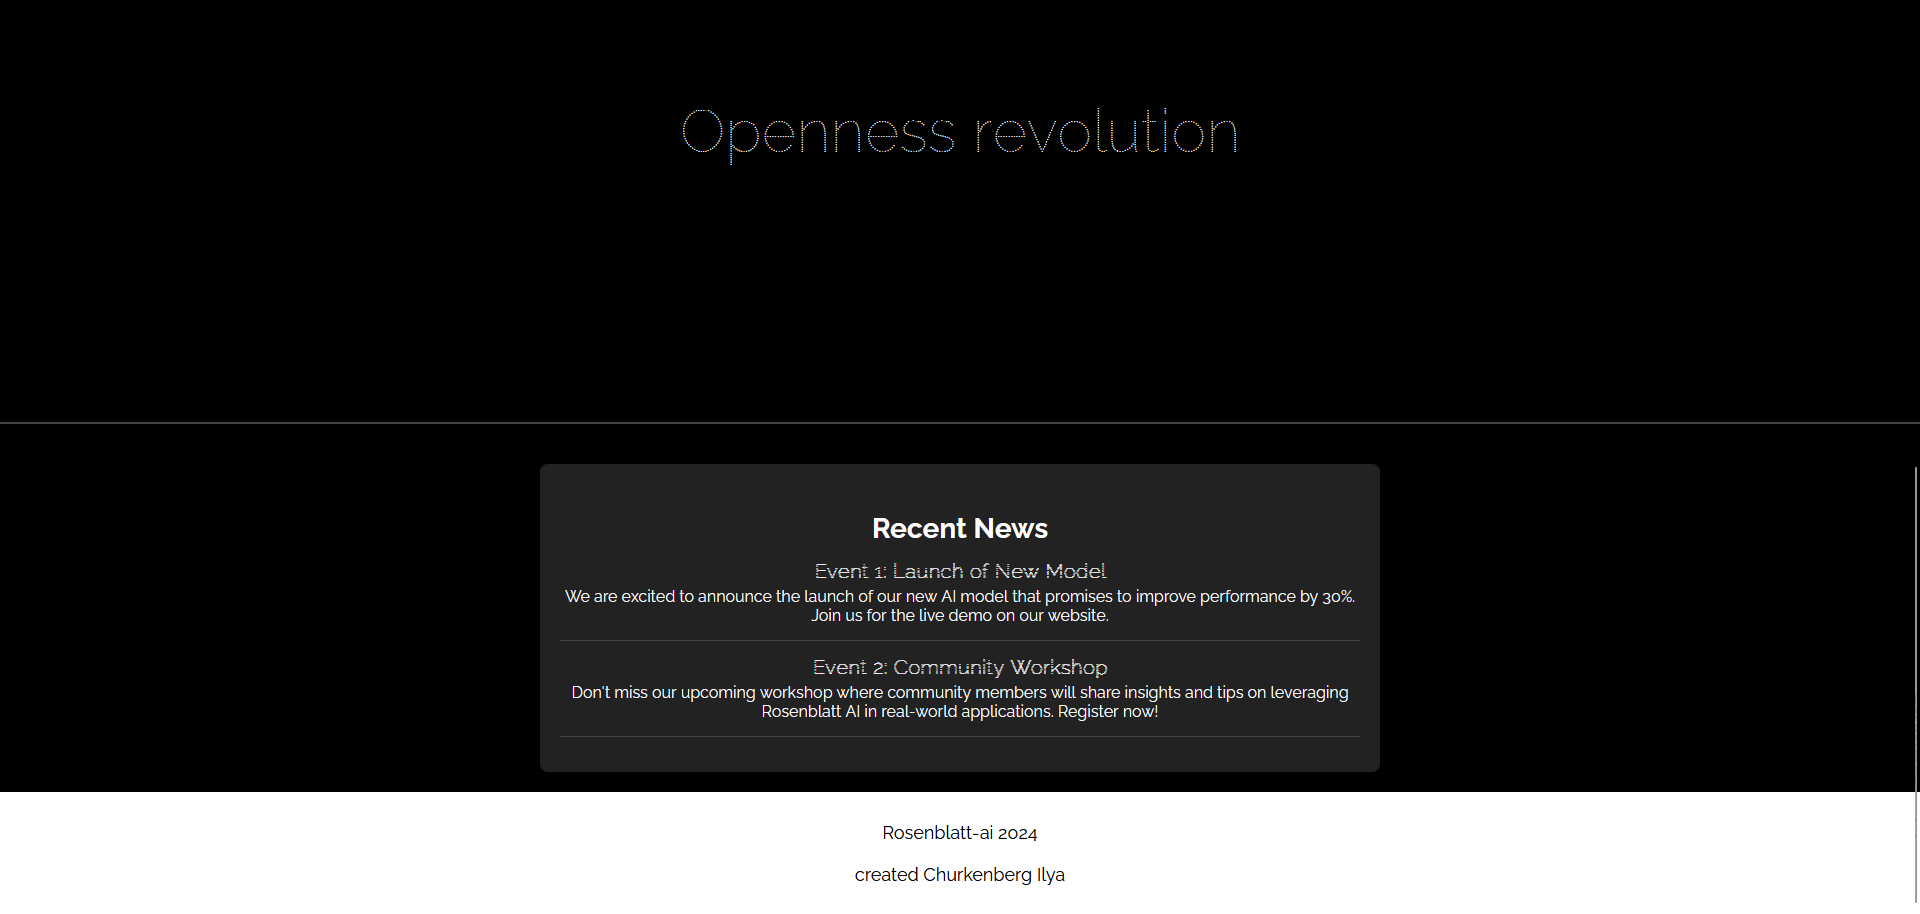 Openness revolution
Recent News
Event 1: Launch of New Model
We are excited to announce the launch of our new AI model that promises to improve performance by 30%.
Join us for the live demo on our website.
Event 2: Community Workshop
Don't miss our upcoming workshop where community members will share insights and tips on leveraging
Rosenblatt AI in real-world applications. Register now!
Rosenblatt-ai 2024
created Churkenberg Ilya